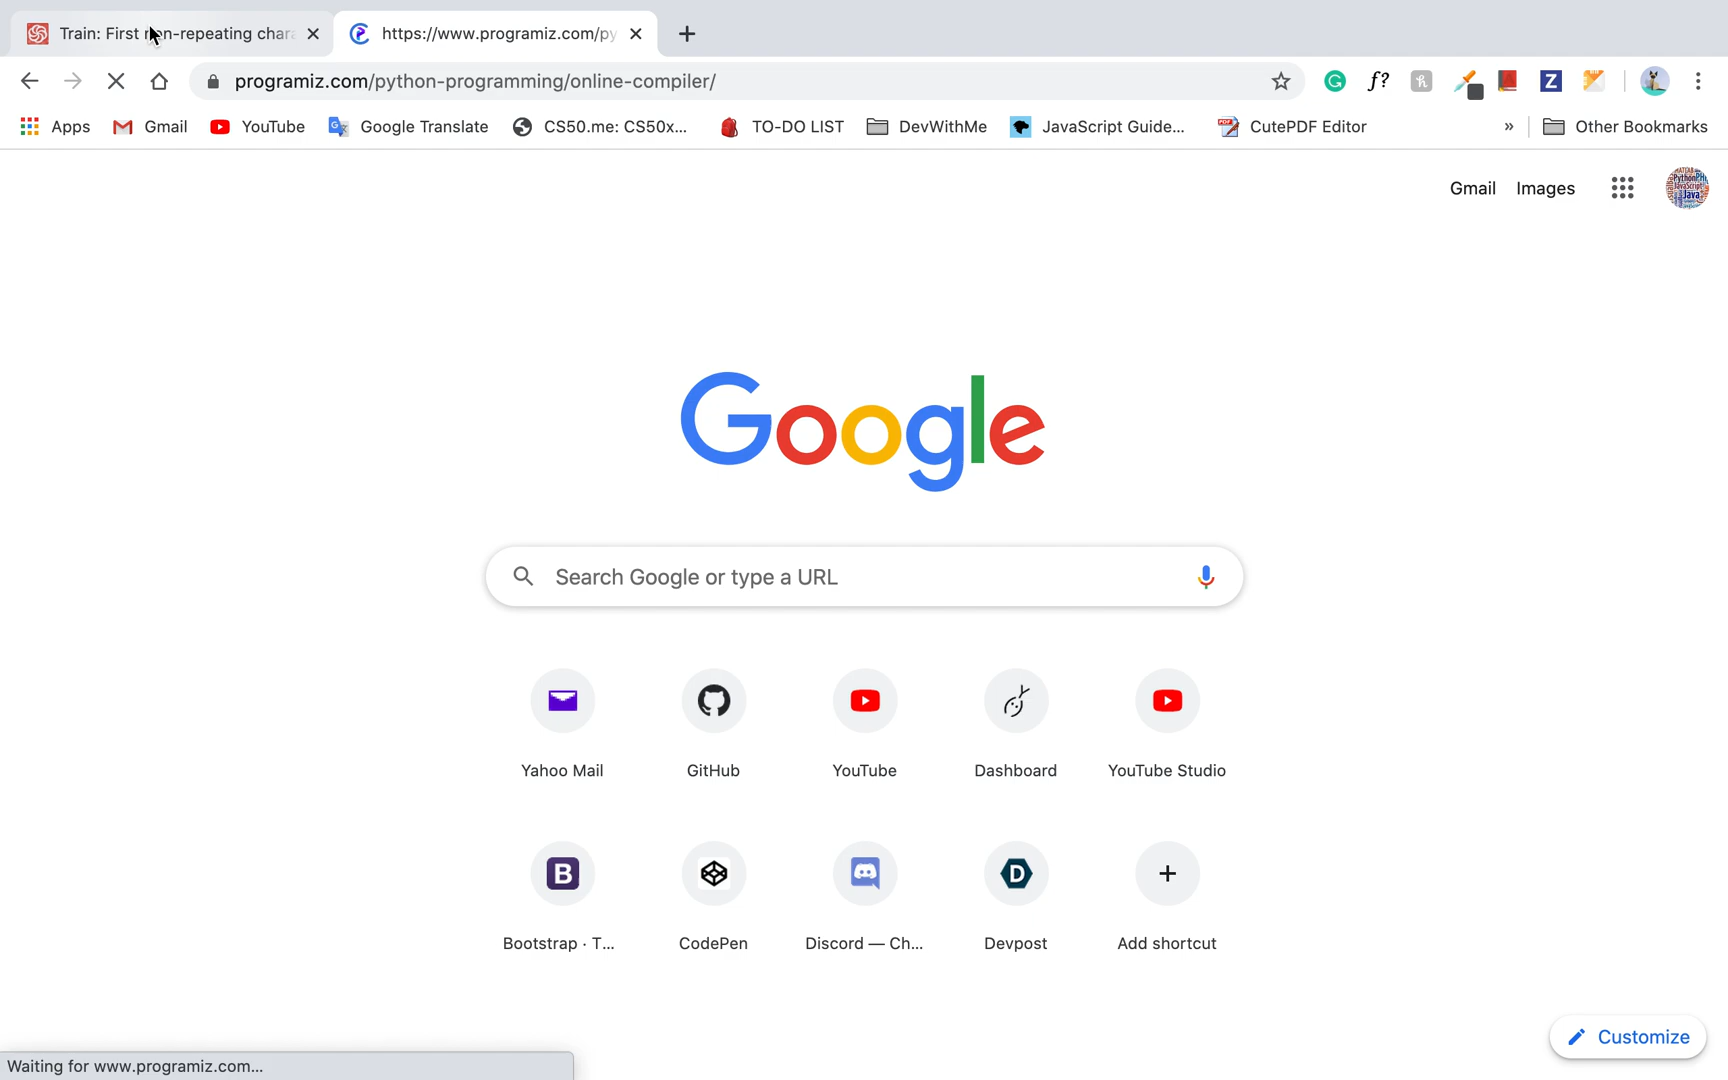 Train: First non-repeating chara
https://www.programiz.com/py
programiz.com/python-programming/online-compiler/
f?
Z
Apps
Gmail
YouTube
Google Translate
CS50.me: CS50x...
TO-DO LIST
DevWithMe
JavaScript Guide...
CutePDF Editor
»
Other Bookmarks
Gmail
Images
Google
Search Google or type a URL
Yahoo Mail
GitHub
YouTube
Dashboard
YouTube Studio
B
D
Bootstrap · T...
CodePen
Discord — Ch...
Devpost
Add shortcut
Customize
Waiting for www.programiz.com...